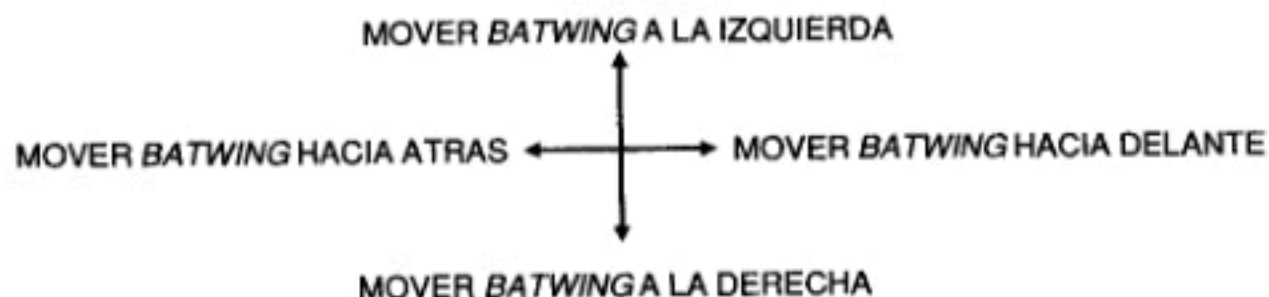 MOVER BATWING A LA IZQUIERDA
MOVER BATWING HACIA ATRAS
MOVER BATWING HACIA DELANTE
MOVER BATWING A LA DERECHA